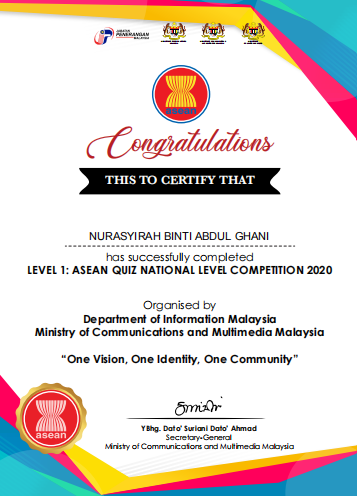 JABATAN
PENERANGAN
MALAYSIA
asean
Congratulations
THIS TO CERTIFY THAT
NURASYIRAH BINTI ABDUL GHANI
has successfully completed
LEVEL 1: ASEAN QUIZ NATIONAL LEVEL COMPETITION 2020
Organised by
Department of Information Malaysia
Ministry of Communications and Multimedia Malaysia
“One Vision, One Identity, One Community”
asean
YBhg. Dato' Suriani Dato' Ahmad
Secretary-General
Ministry of Communications and Multimedia Malaysia